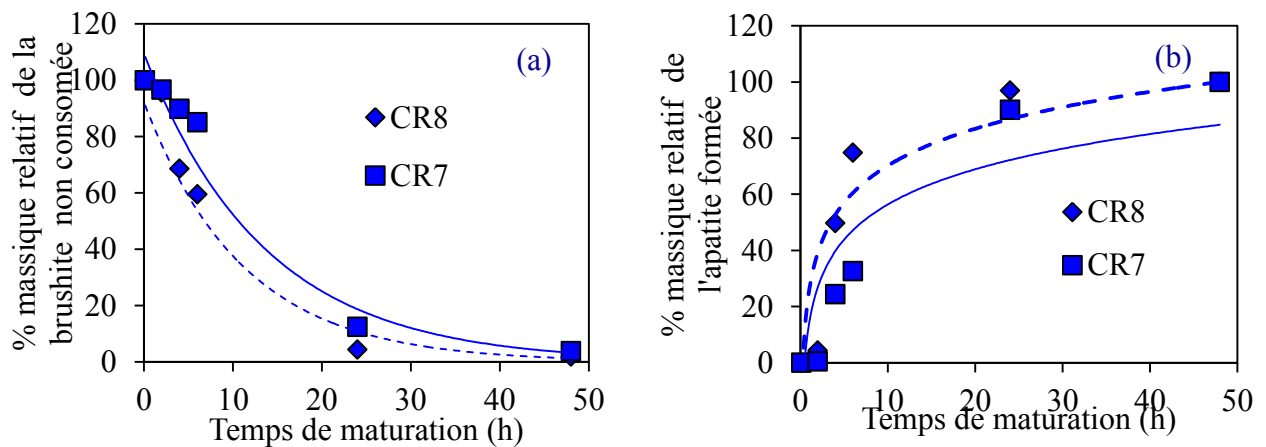 % massique relatif de la
brushite non consomée
120
100
80
60
40
20
0
(a)
CR8
CR7
0 10 20 30 40 50
Temps de maturation (h)
% massique relatif de
l'apatite formée
120
100
80
60
40
20
0
(b)
CR8
CR7
0 10 20 30 40 50
Temps de maturation (h)